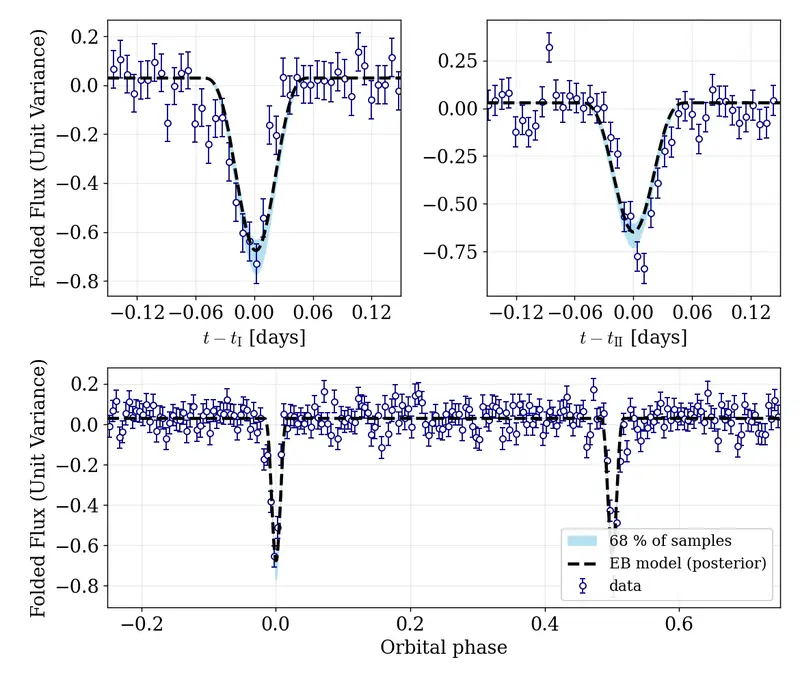 Folded Flux (Unit Variance)
0.2
0.0
−0.2
−0.4
−0.6
−0.8
−0.12 −0.06 0.00 0.06 0.12
t − tI [days]
0.25
0.00
−0.25
−0.50
−0.75
−0.12 −0.06 0.00 0.06 0.12
t − tII [days]
Folded Flux (Unit Variance)
0.2
0.0
−0.2
−0.4
−0.6
−0.8
68 % of samples
EB model (posterior)
data
−0.2 0.0 0.2 0.4 0.6
Orbital phase